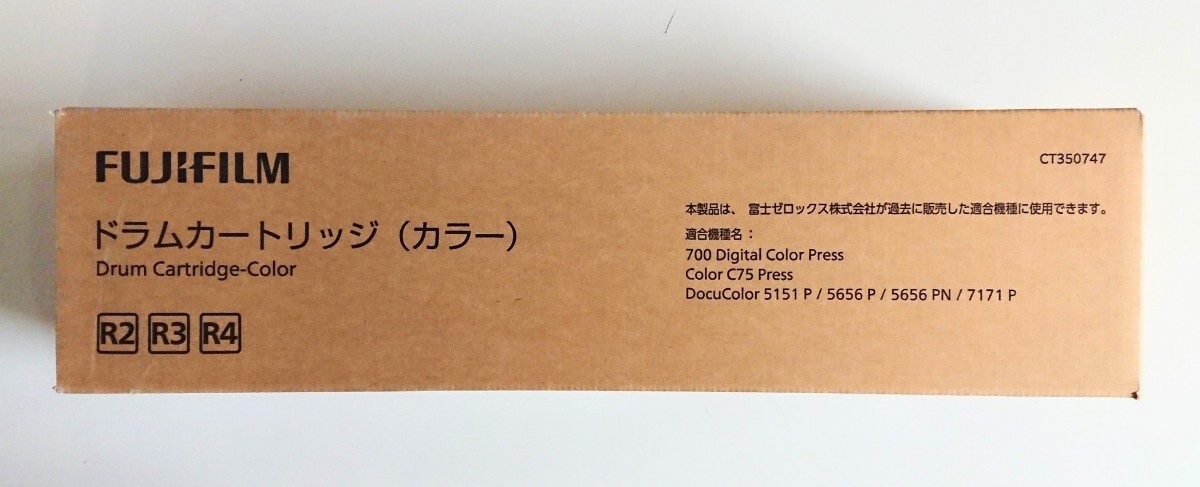 FUJIFILM
ドラムカートリッジ（カラー）
Drum Cartridge-Color
R2 R3 R4
CT350747
本製品は、富士ゼロックス株式会社が過去に販売した適合機種に使用できます。
適合機種名：
700 Digital Color Press
Color C75 Press
DocuColor 5151 P / 5656 P / 5656 PN / 7171 P